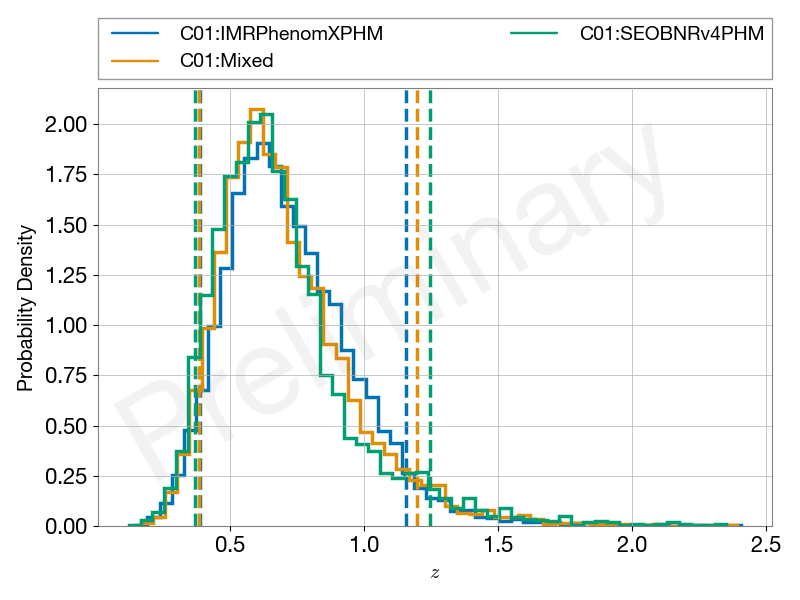 C01:IMRPhenomXPHM
C01:Mixed
C01:SEOBNRv4PHM
Preliminary
Probability Density
2.00
1.75
1.50
1.25
1.00
0.75
0.50
0.25
0.00
0.5
1.0
1.5
2.0
2.5
z